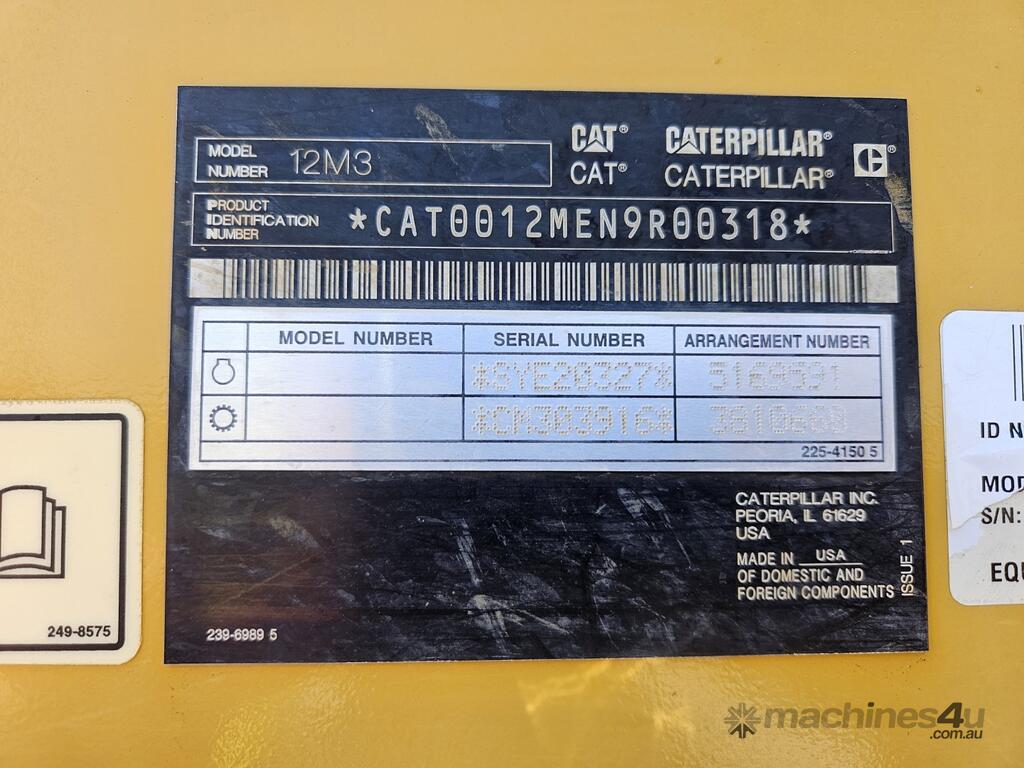 MODEL NUMBER 12M3
CAT® CATERPILLAR®
CAT® CATERPILLAR®
PRODUCT IDENTIFICATION NUMBER *CAT0012MEN9R00318*
MODEL NUMBER SERIAL NUMBER ARRANGEMENT NUMBER
*SYE20327* 5169591
*CM303916* 3810660
225-4150 5
CATERPILLAR INC.
PEORIA, IL 61629
USA
MADE IN USA
OF DOMESTIC AND
FOREIGN COMPONENTS
ISSUE 1
239-6989 5
249-8575
ID N
MOD
S/N:
EQU
machines4u
.com.au